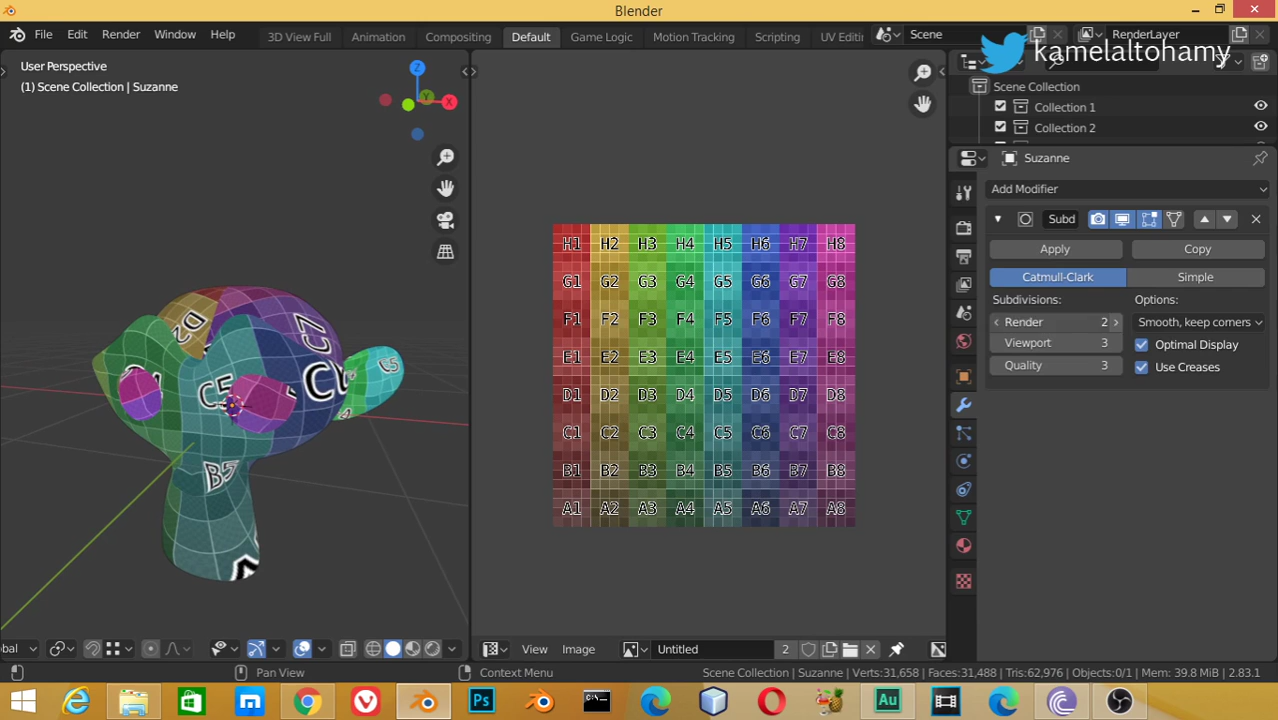 Blender
File Edit Render Window Help 3D View Full Animation Compositing Default Game Logic Motion Tracking Scripting UV Editi Scene RenderLayer
kamelaltohamy
User Perspective
(1) Scene Collection | Suzanne
Z
Y
X
Scene Collection
Collection 1
Collection 2
Suzanne
Add Modifier
Subd
Apply Copy
Catmull-Clark Simple
Subdivisions: Options:
Render 2 Smooth, keep corners
Viewport 3 Optimal Display
Quality 3 Use Creases
H1 H2 H3 H4 H5 H6 H7 H8
G1 G2 G3 G4 G5 G6 G7 G8
F1 F2 F3 F4 F5 F6 F7 F8
E1 E2 E3 E4 E5 E6 E7 E8
D1 D2 D3 D4 D5 D6 D7 D8
C1 C2 C3 C4 C5 C6 C7 C8
B1 B2 B3 B4 B5 B6 B7 B8
A1 A2 A3 A4 A5 A6 A7 A8
D2
C7
C5
C5
B5
bal View Image Untitled 2
Pan View Context Menu Scene Collection | Suzanne | Verts:31,658 | Faces:31,488 | Tris:62,976 | Objects:0/1 | Mem: 39.8 MiB | 2.83.1
Ps
Au